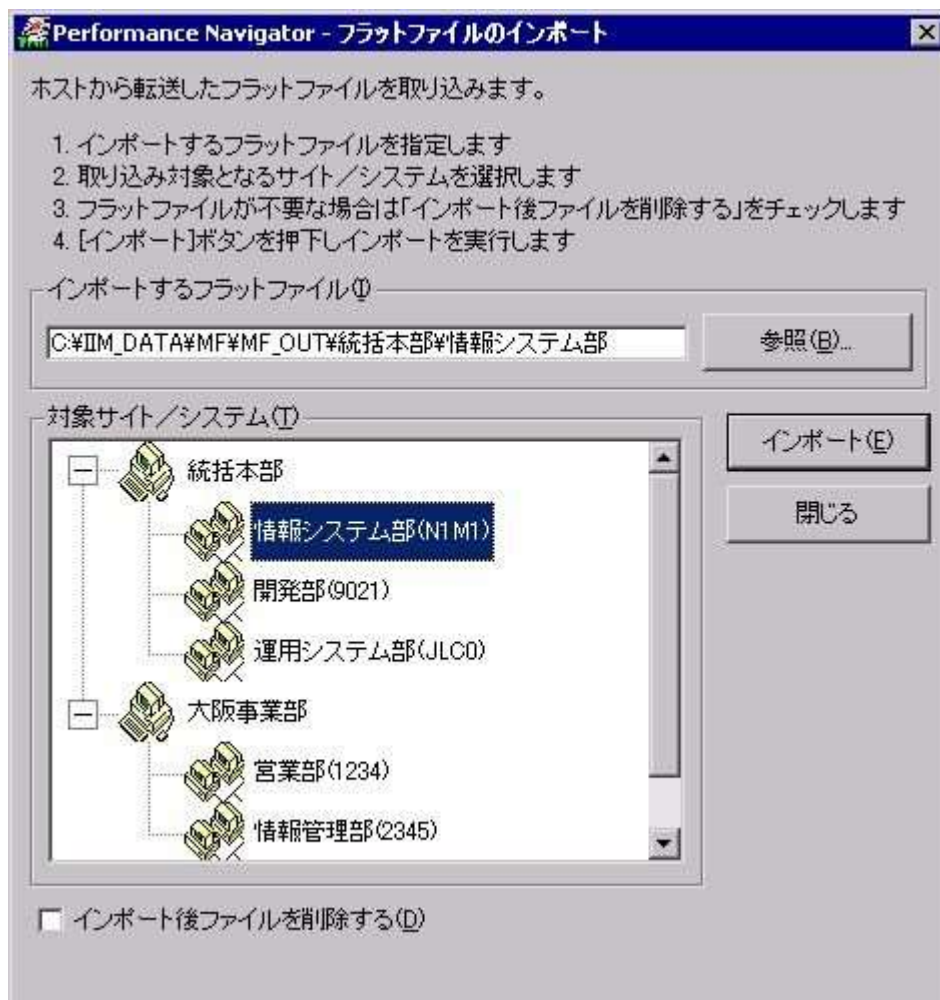 Performance Navigator - フラットファイルのインポート
ホストから転送したフラットファイルを取り込みます。
1. インポートするフラットファイルを指定します
2. 取り込み対象となるサイト／システムを選択します
3. フラットファイルが不要な場合は「インポート後ファイルを削除する」をチェックします
4. [インポート]ボタンを押下しインポートを実行します
インポートするフラットファイル(I)
C:¥IIM_DATA¥MF¥MF_OUT¥統括本部¥情報システム部
参照(B)...
対象サイト／システム(T)
インポート(E)
統括本部
情報システム部(N1M1)
閉じる
開発部(9021)
運用システム部(JLC0)
大阪事業部
営業部(1234)
情報管理部(2345)
インポート後ファイルを削除する(D)